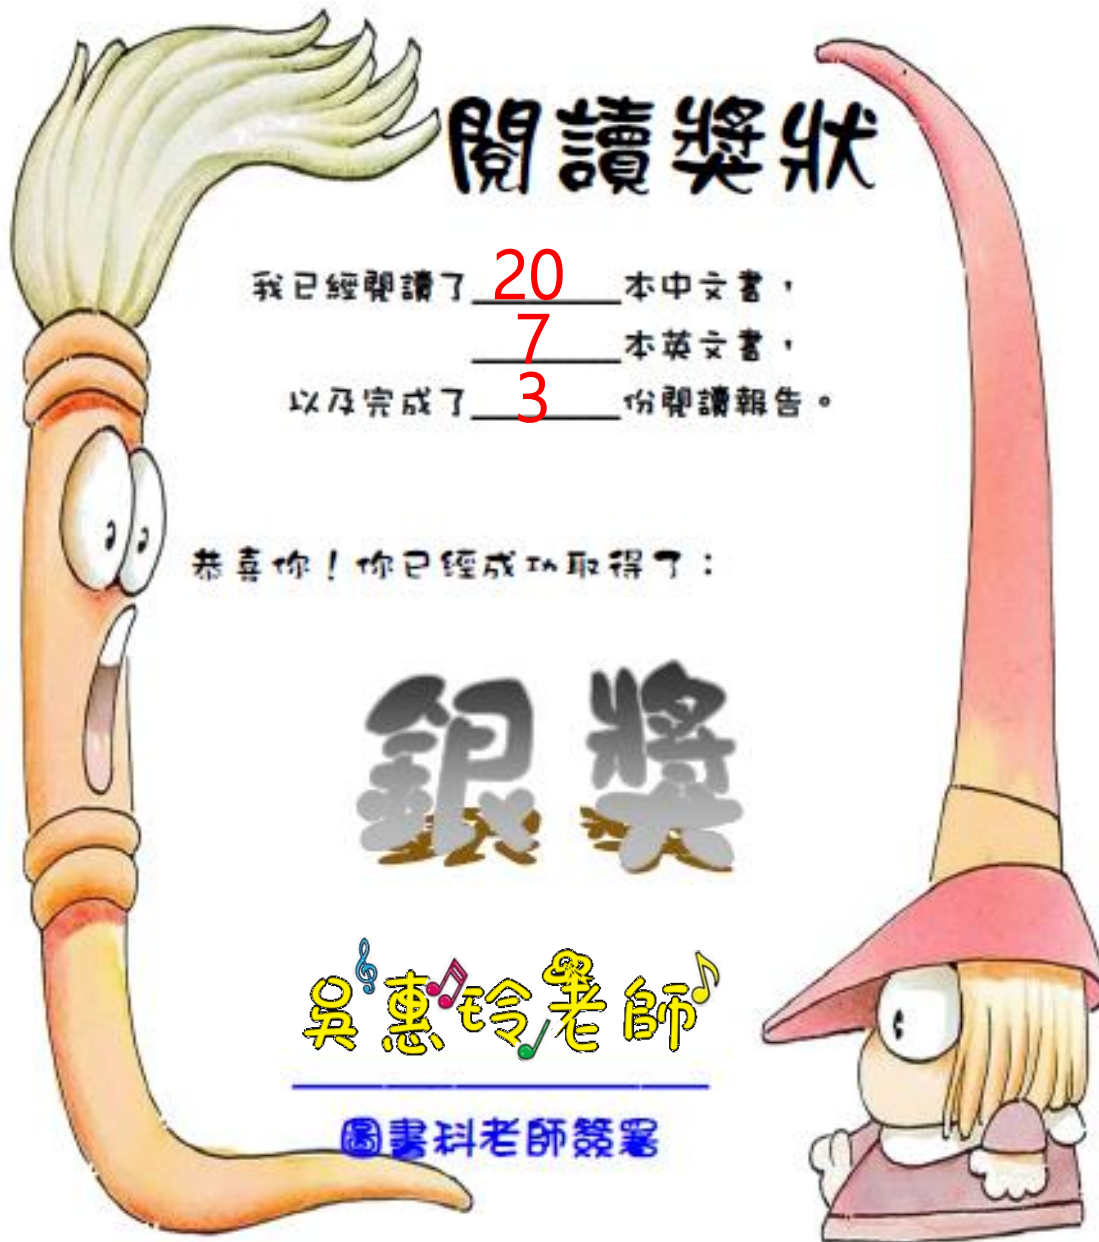 閱讀獎狀
我已經閱讀了20本中文書，
7本英文書，
以及完成了3份閱讀報告。
恭喜你！你已經成功取得了：
銀獎
吳惠玲老師
圖書科老師簽署